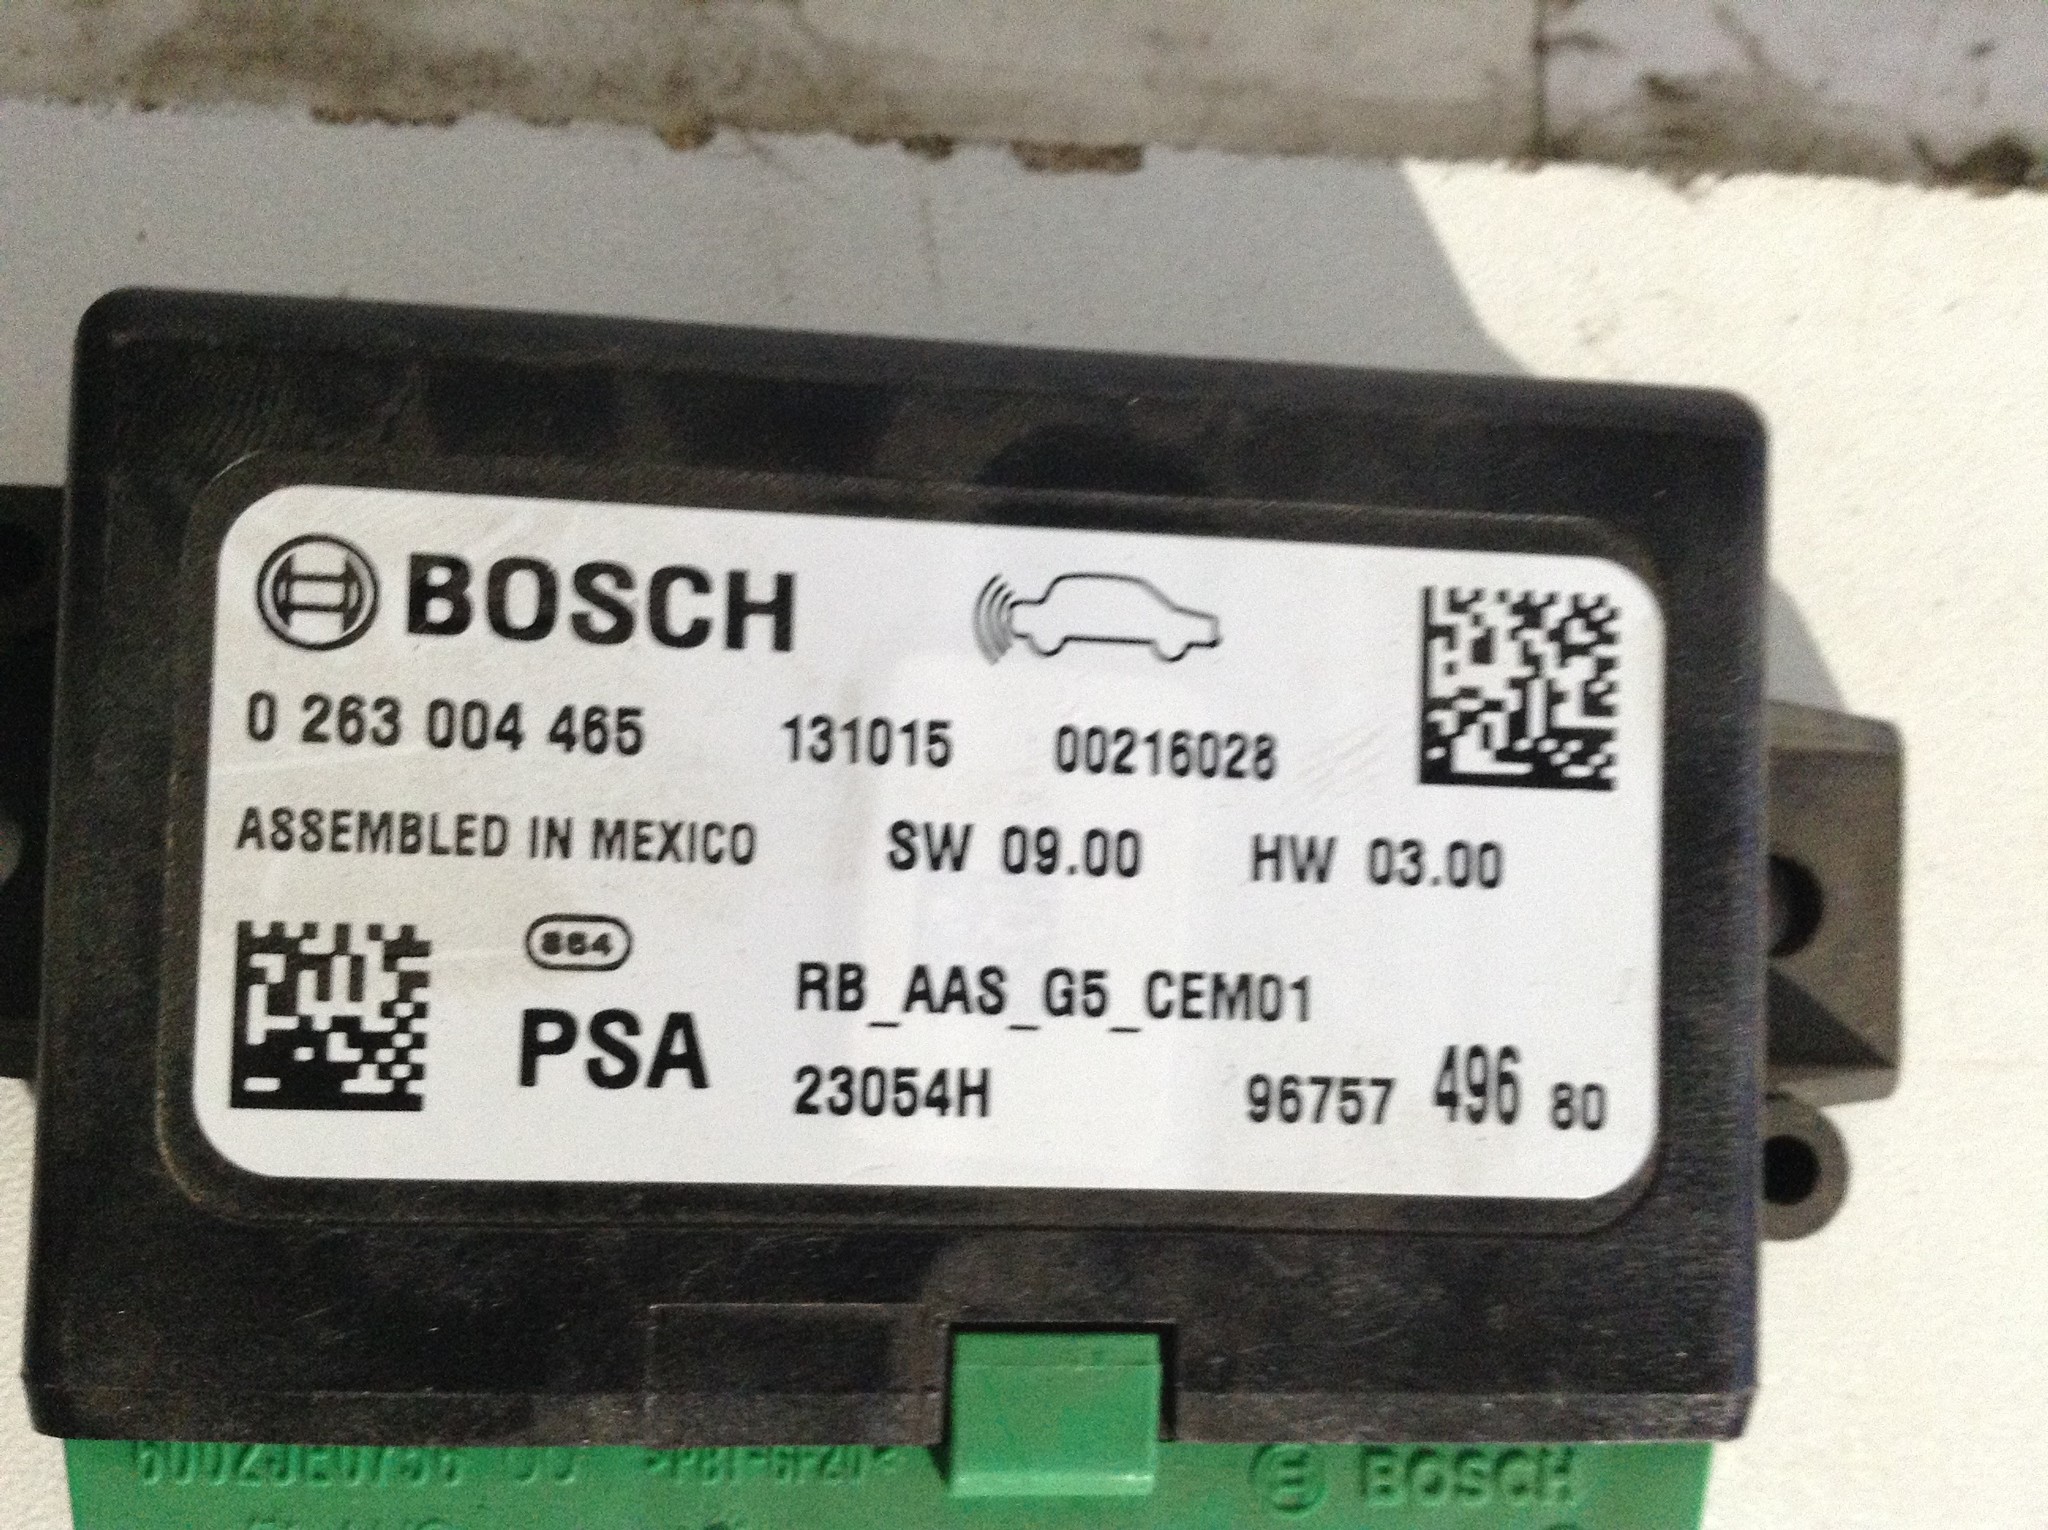 BOSCH
0 263 004 465 131015 00216028
ASSEMBLED IN MEXICO SW 09.00 HW 03.00
864
PSA RB_AAS_G5_CEM01
23054H 96757 496 80
BOSCH